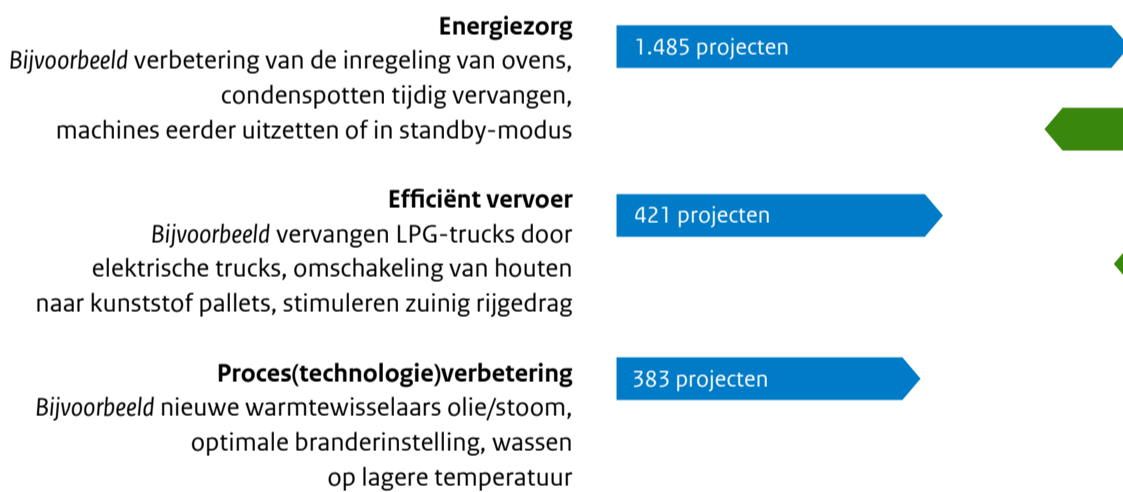 Energiezorg
Bijvoorbeeld verbetering van de inregeling van ovens,
condenspotten tijdig vervangen,
machines eerder uitzetten of in standby-modus
1.485 projecten
Efficiënt vervoer
Bijvoorbeeld vervangen LPG-trucks door
elektrische trucks, omschakeling van houten
naar kunststof pallets, stimuleren zuinig rijgedrag
421 projecten
Proces(technologie)verbetering
Bijvoorbeeld nieuwe warmtewisselaars olie/stoom,
optimale branderinstelling, wassen
op lagere temperatuur
383 projecten